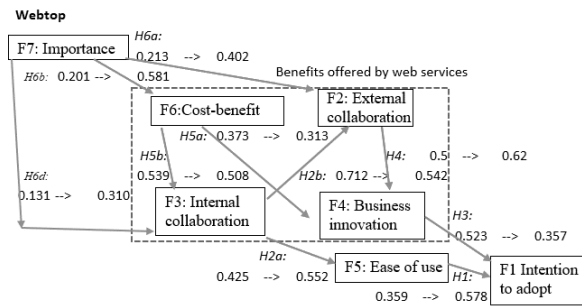 Webtop
H6a:
F7: Importance
0.213 --> 0.402
H6b: 0.201 --> 0.581
Benefits offered by web services
F6:Cost-benefit
F2: External
collaboration
H5a: 0.373 --> 0.313
H5b:
H4: 0.5 --> 0.62
0.539 --> 0.508
H2b: 0.712 --> 0.542
H6d:
0.131 --> 0.310
F3: Internal
collaboration
F4: Business
innovation
H3:
0.523 --> 0.357
H2a:
0.425 --> 0.552
F5: Ease of use
H1:
0.359 --> 0.578
F1 Intention
to adopt